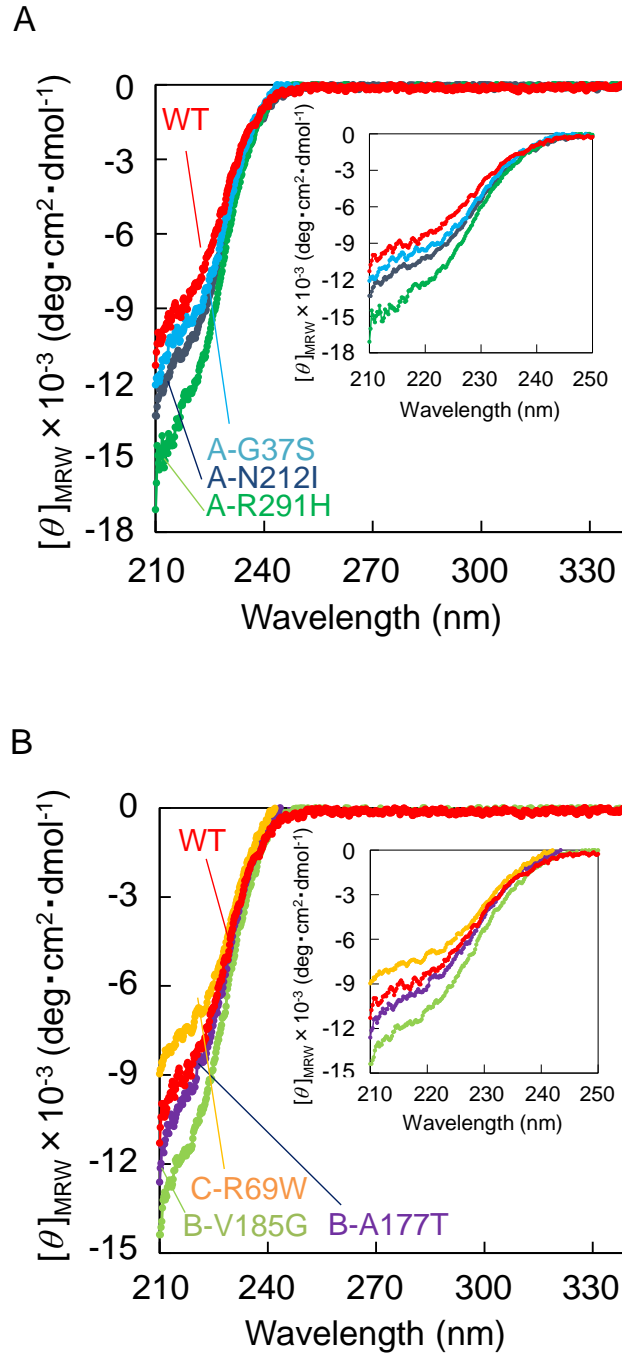 A
[θ]MRW × 10⁻³ (deg・cm²・dmol⁻¹)
0
-3
-6
-9
-12
-15
-18
210
240
270
300
330
Wavelength (nm)
WT
A-G37S
A-N212I
A-R291H
[θ]MRW × 10⁻³ (deg・cm²・dmol⁻¹)
0
-3
-6
-9
-12
-15
-18
210
220
230
240
250
Wavelength (nm)
B
[θ]MRW × 10⁻³ (deg・cm²・dmol⁻¹)
0
-3
-6
-9
-12
-15
210
240
270
300
330
Wavelength (nm)
WT
C-R69W
B-V185G
B-A177T
[θ]MRW × 10⁻³ (deg・cm²・dmol⁻¹)
0
-3
-6
-9
-12
-15
210
220
230
240
250
Wavelength (nm)